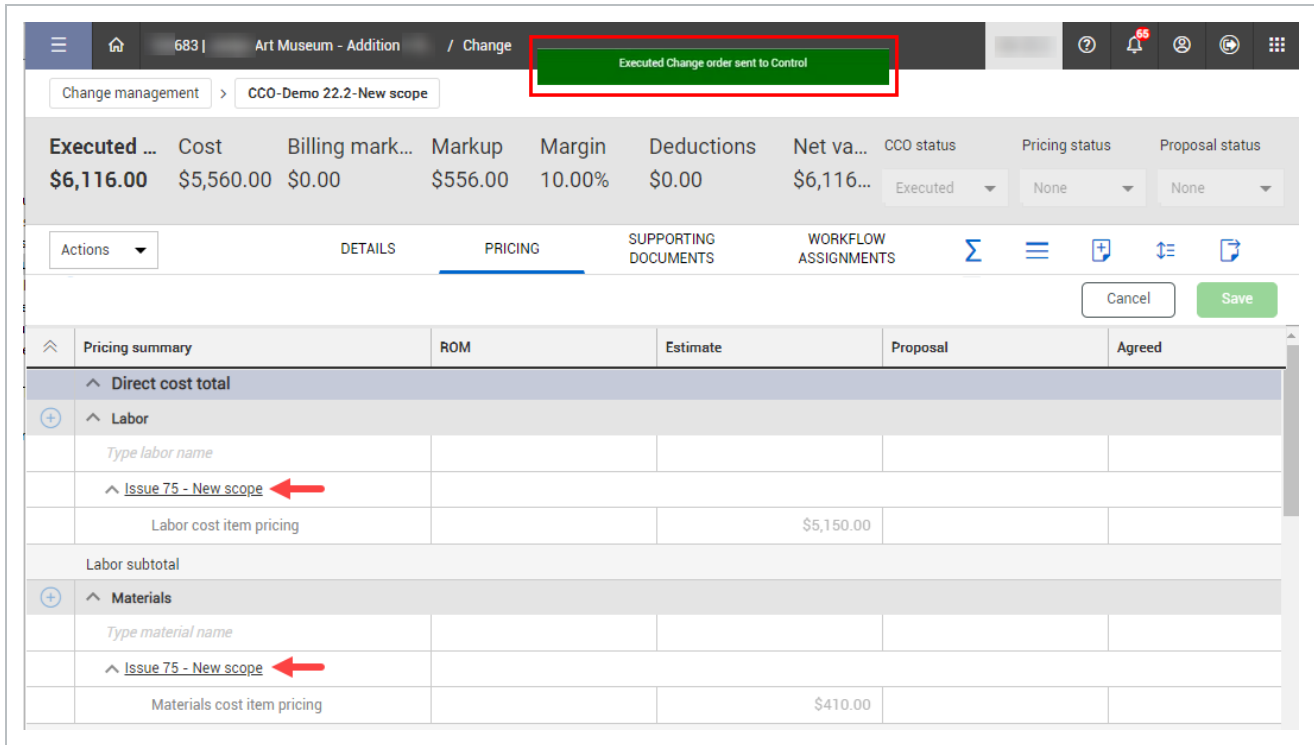 683 | Art Museum - Addition / Change
65
Executed Change order sent to Control
Change management > CCO-Demo 22.2-New scope
Executed ... Cost Billing mark... Markup Margin Deductions Net va... CCO status Pricing status Proposal status
$6,116.00 $5,560.00 $0.00 $556.00 10.00% $0.00 $6,116... Executed None None
Actions DETAILS PRICING SUPPORTING DOCUMENTS WORKFLOW ASSIGNMENTS
Cancel Save
Pricing summary ROM Estimate Proposal Agreed
Direct cost total
Labor
Type labor name
Issue 75 - New scope
Labor cost item pricing $5,150.00
Labor subtotal
Materials
Type material name
Issue 75 - New scope
Materials cost item pricing $410.00